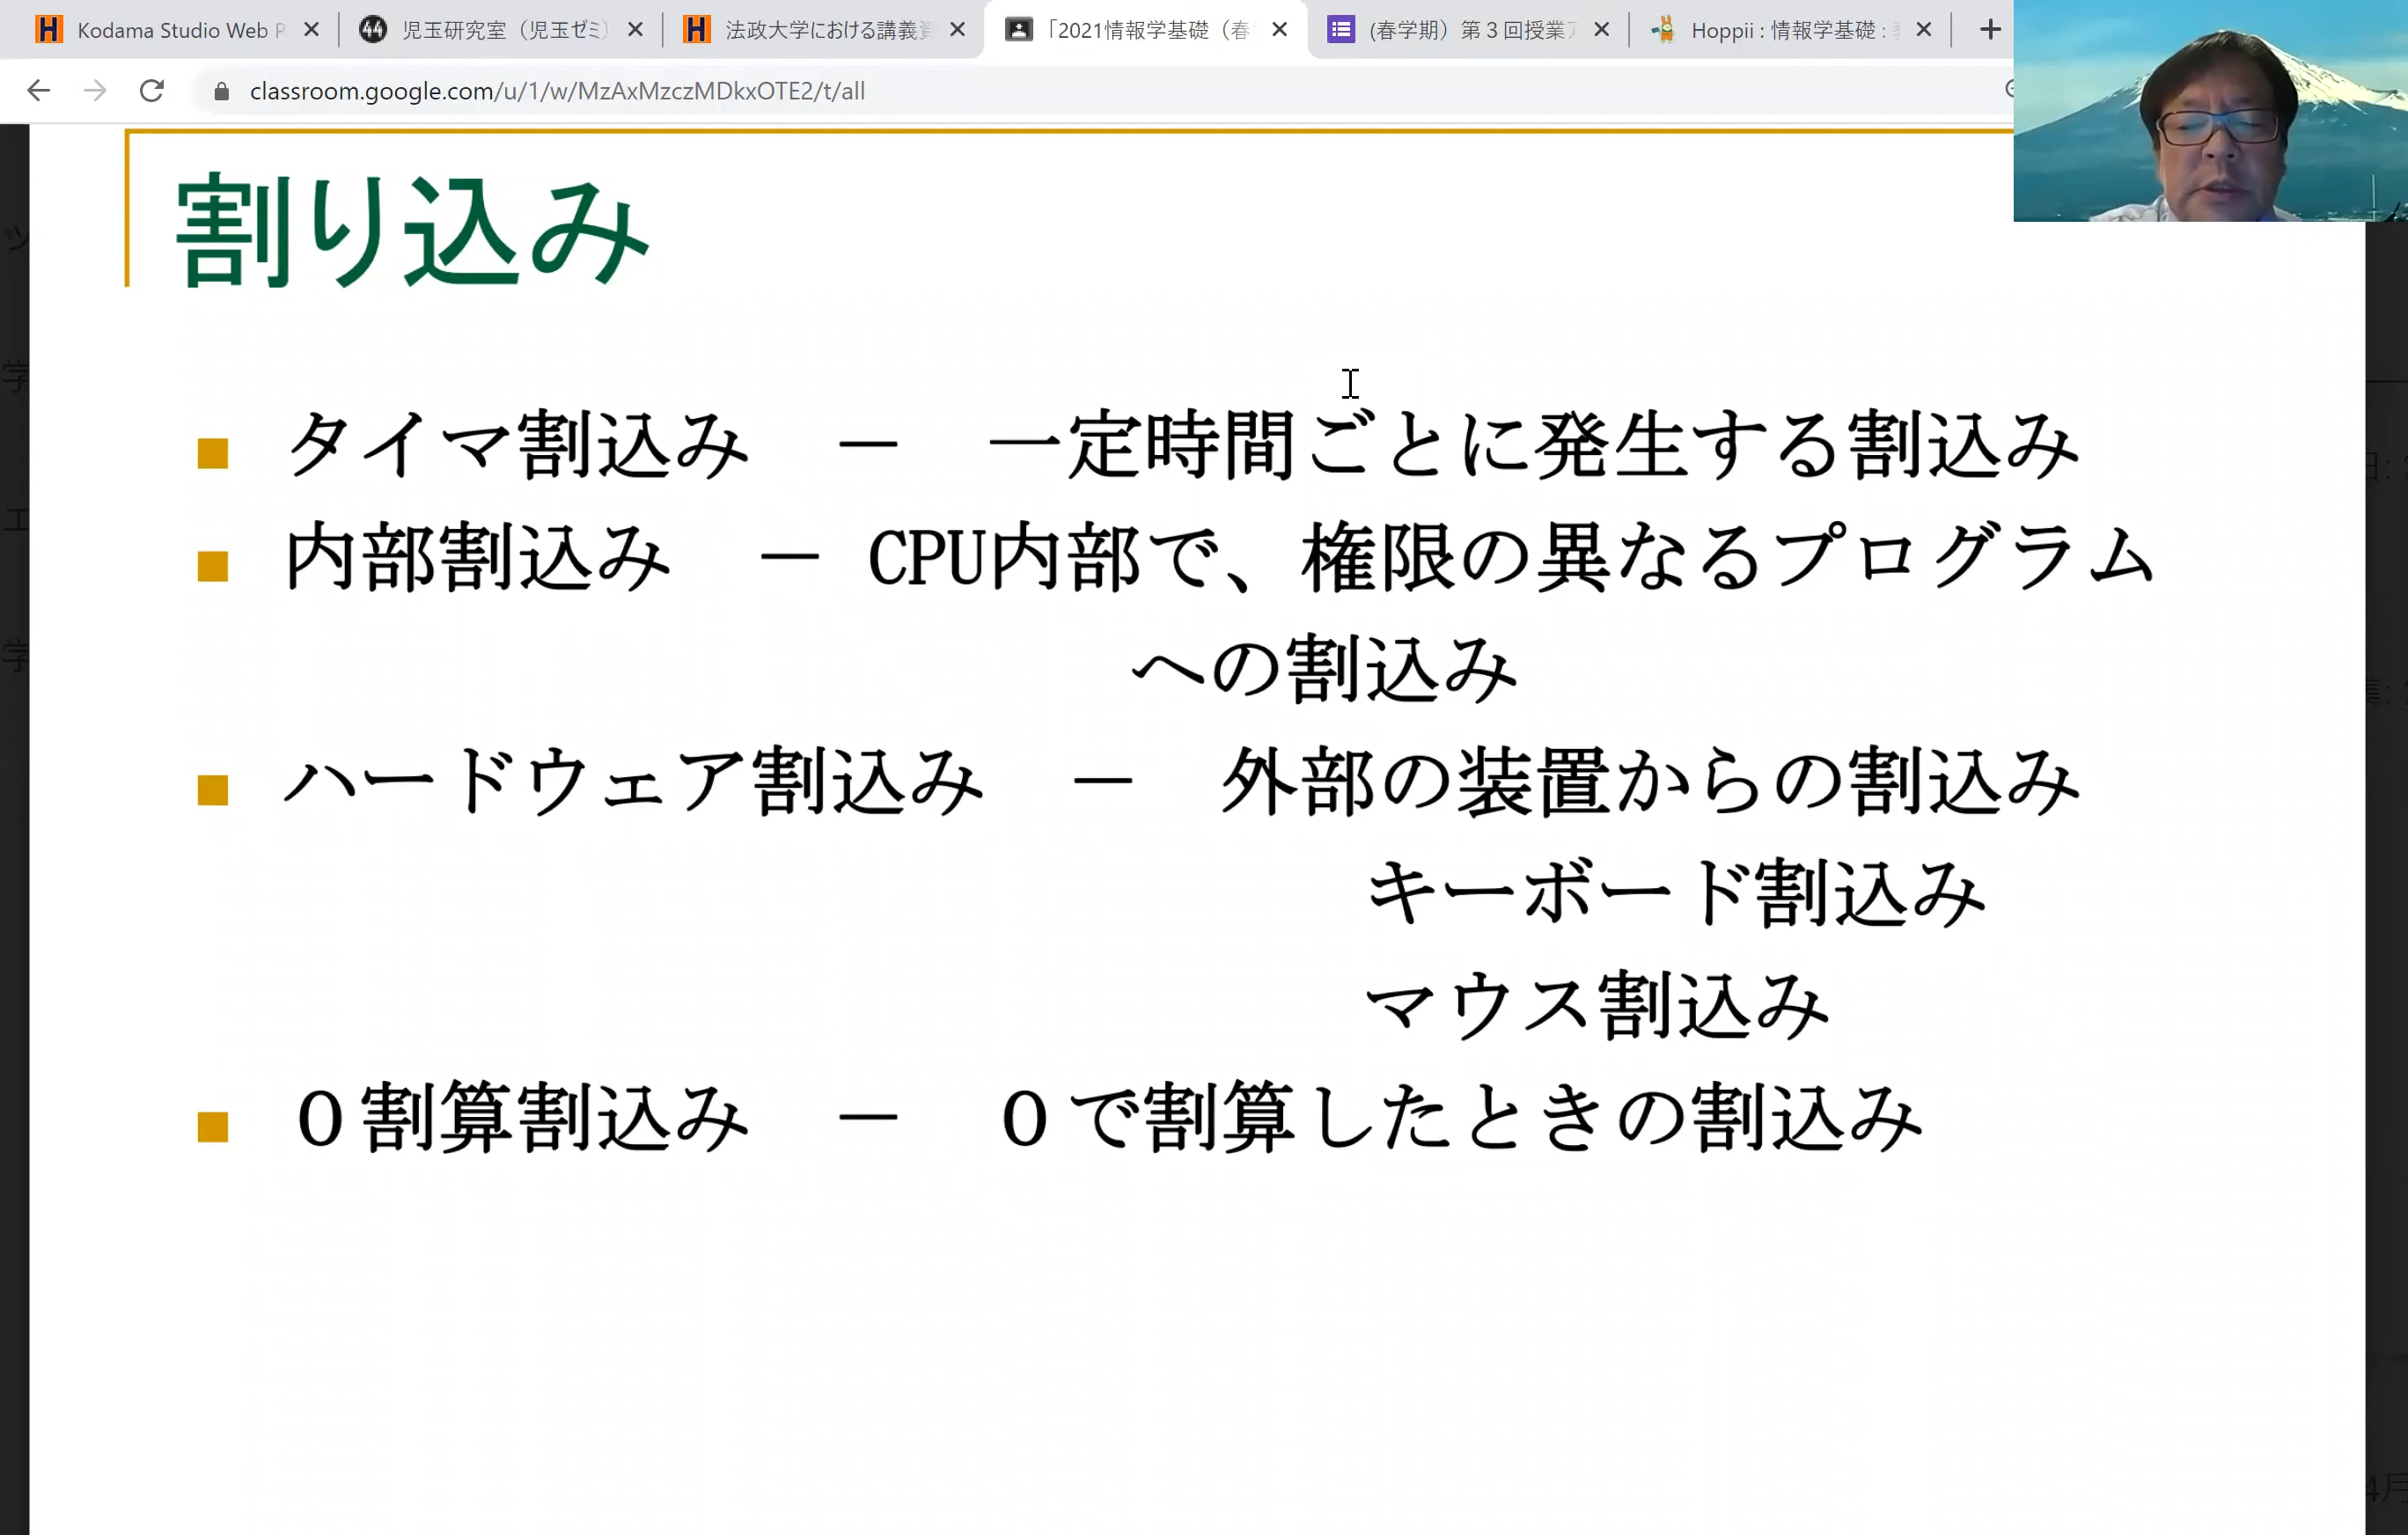 Kodama Studio Web P
児玉研究室（児玉ゼミ）
法政大学における講義資
「2021情報学基礎（春
(春学期）第３回授業ア
Hoppii : 情報学基礎 :
classroom.google.com/u/1/w/MzAxMzczMDkxOTE2/t/all
割り込み
■ タイマ割込み　－　一定時間ごとに発生する割込み
■ 内部割込み　－ CPU内部で、権限の異なるプログラム
への割込み
■ ハードウェア割込み　－　外部の装置からの割込み
キーボード割込み
マウス割込み
■ ０割算割込み　－　０で割算したときの割込み